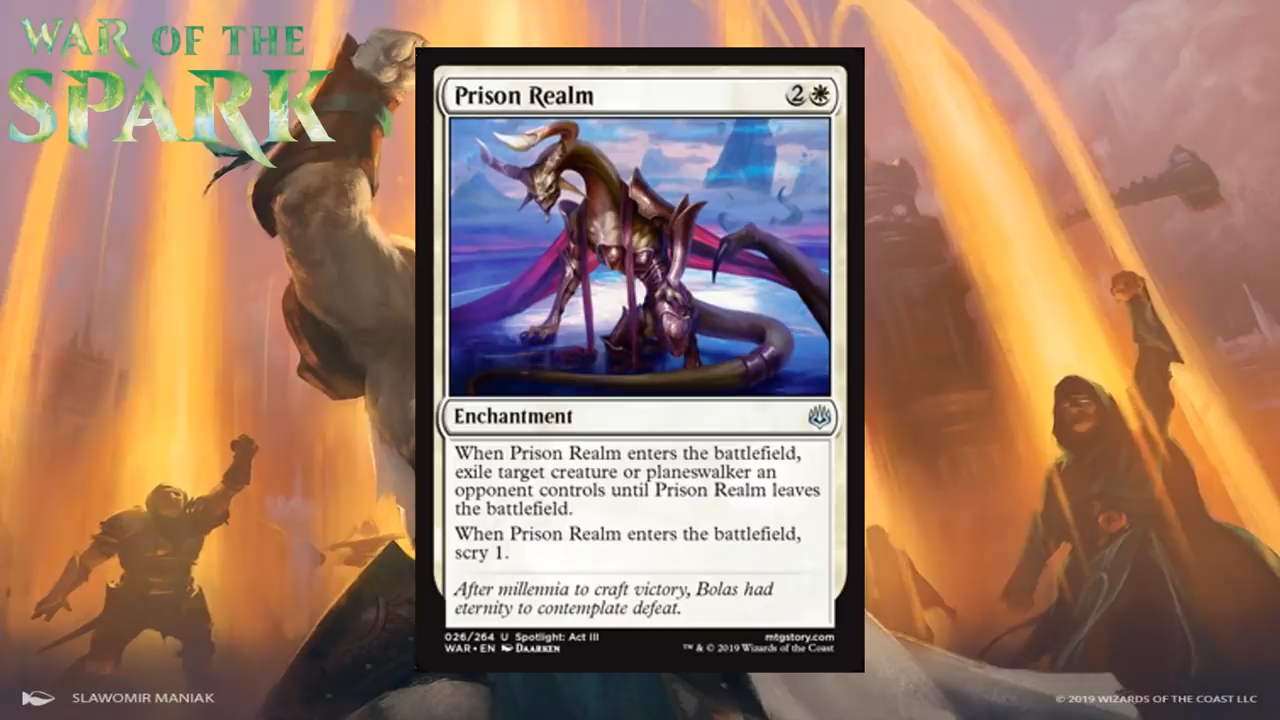 WAR OF THE
SPARK
Prison Realm 2
Enchantment
When Prison Realm enters the battlefield,
exile target creature or planeswalker an
opponent controls until Prison Realm leaves
the battlefield.
When Prison Realm enters the battlefield,
scry 1.
After millennia to craft victory, Bolas had
eternity to contemplate defeat.
026/264 U Spotlight: Act III mtgstory.com
WAR • EN DAARKEN ™ & © 2019 Wizards of the Coast
SLAWOMIR MANIAK © 2019 WIZARDS OF THE COAST LLC